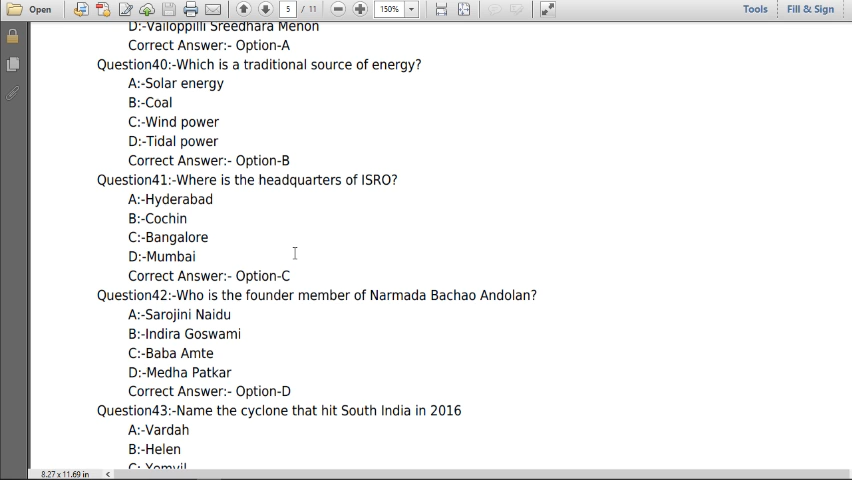 Open
5 / 11
150%
Tools
Fill & Sign
D:-Vailoppilli Sreedhara Menon
Correct Answer:- Option-A
Question40:-Which is a traditional source of energy?
A:-Solar energy
B:-Coal
C:-Wind power
D:-Tidal power
Correct Answer:- Option-B
Question41:-Where is the headquarters of ISRO?
A:-Hyderabad
B:-Cochin
C:-Bangalore
D:-Mumbai
Correct Answer:- Option-C
Question42:-Who is the founder member of Narmada Bachao Andolan?
A:-Sarojini Naidu
B:-Indira Goswami
C:-Baba Amte
D:-Medha Patkar
Correct Answer:- Option-D
Question43:-Name the cyclone that hit South India in 2016
A:-Vardah
B:-Helen
8.27 x 11.69 in